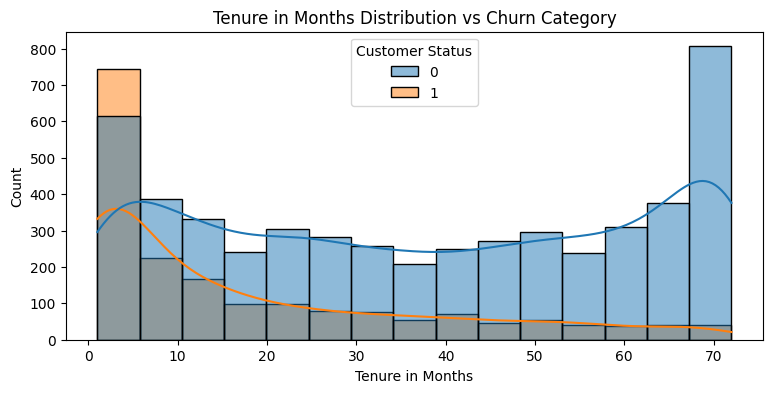 Tenure in Months Distribution vs Churn Category
Customer Status
0
1
800
700
600
500
400
300
200
100
0
Count
0 10 20 30 40 50 60 70
Tenure in Months